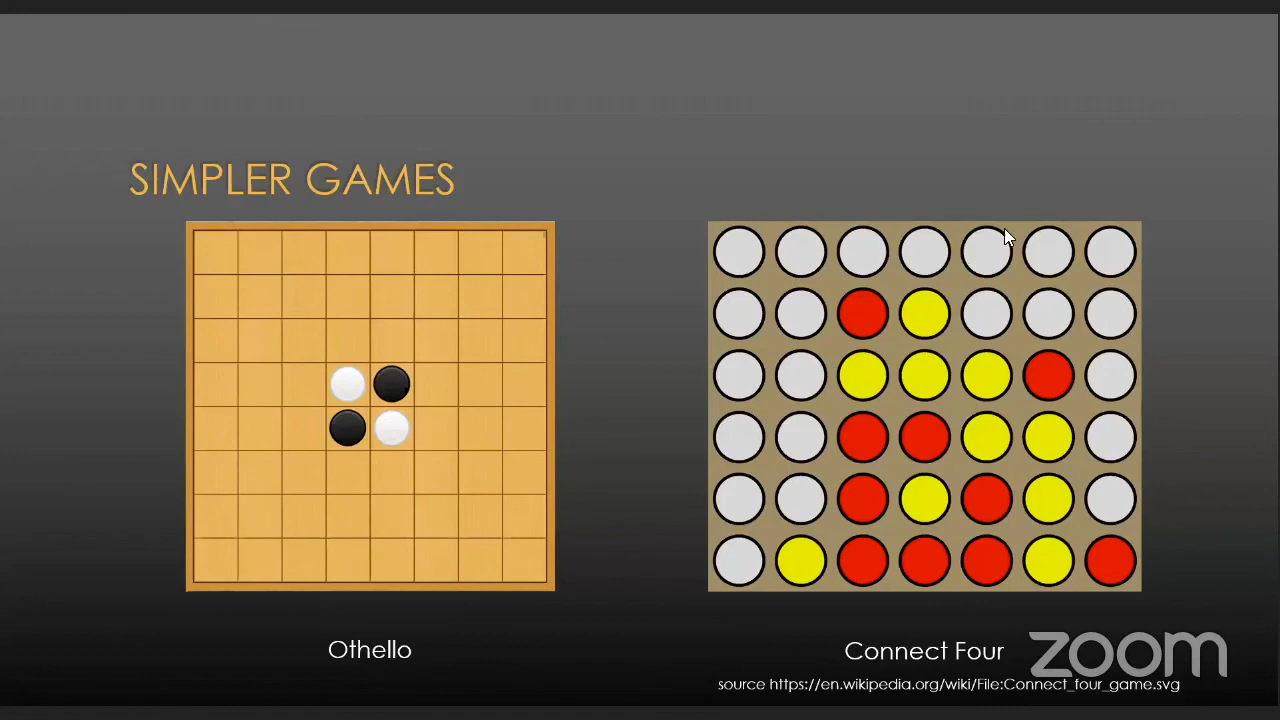 SIMPLER GAMES
Othello
Connect Four
zoom
source https://en.wikipedia.org/wiki/File:Connect_four_game.svg